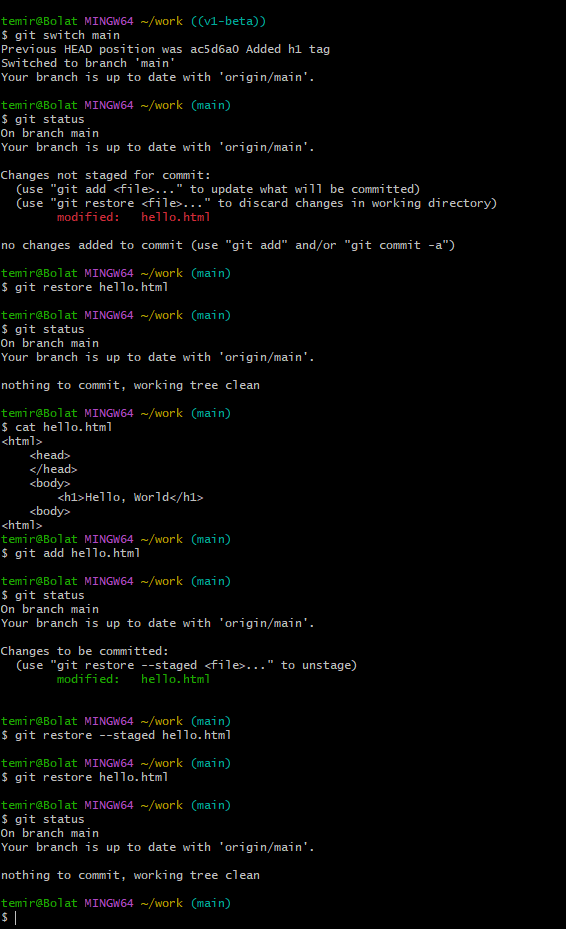 temir@Bolat MINGW64 ~/work ((v1-beta))
$ git switch main
Previous HEAD position was ac5d6a0 Added h1 tag
Switched to branch 'main'
Your branch is up to date with 'origin/main'.
temir@Bolat MINGW64 ~/work (main)
$ git status
On branch main
Your branch is up to date with 'origin/main'.
Changes not staged for commit:
  (use "git add <file>..." to update what will be committed)
  (use "git restore <file>..." to discard changes in working directory)
        modified:   hello.html
no changes added to commit (use "git add" and/or "git commit -a")
temir@Bolat MINGW64 ~/work (main)
$ git restore hello.html
temir@Bolat MINGW64 ~/work (main)
$ git status
On branch main
Your branch is up to date with 'origin/main'.
nothing to commit, working tree clean
temir@Bolat MINGW64 ~/work (main)
$ cat hello.html
<html>
    <head>
    </head>
    <body>
        <h1>Hello, World</h1>
    <body>
<html>
temir@Bolat MINGW64 ~/work (main)
$ git add hello.html
temir@Bolat MINGW64 ~/work (main)
$ git status
On branch main
Your branch is up to date with 'origin/main'.
Changes to be committed:
  (use "git restore --staged <file>..." to unstage)
        modified:   hello.html
temir@Bolat MINGW64 ~/work (main)
$ git restore --staged hello.html
temir@Bolat MINGW64 ~/work (main)
$ git restore hello.html
temir@Bolat MINGW64 ~/work (main)
$ git status
On branch main
Your branch is up to date with 'origin/main'.
nothing to commit, working tree clean
temir@Bolat MINGW64 ~/work (main)
$